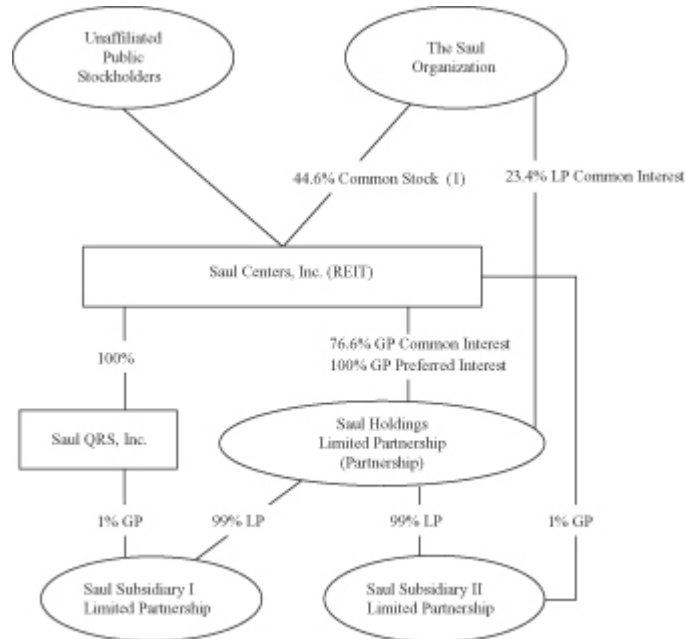 Unaffiliated
Public
Stockholders
The Saul
Organization
44.6% Common Stock (1)
23.4% LP Common Interest
Saul Centers, Inc. (REIT)
100%
76.6% GP Common Interest
100% GP Preferred Interest
Saul QRS, Inc.
Saul Holdings
Limited Partnership
(Partnership)
1% GP
99% LP
99% LP
1% GP
Saul Subsidiary I
Limited Partnership
Saul Subsidiary II
Limited Partnership